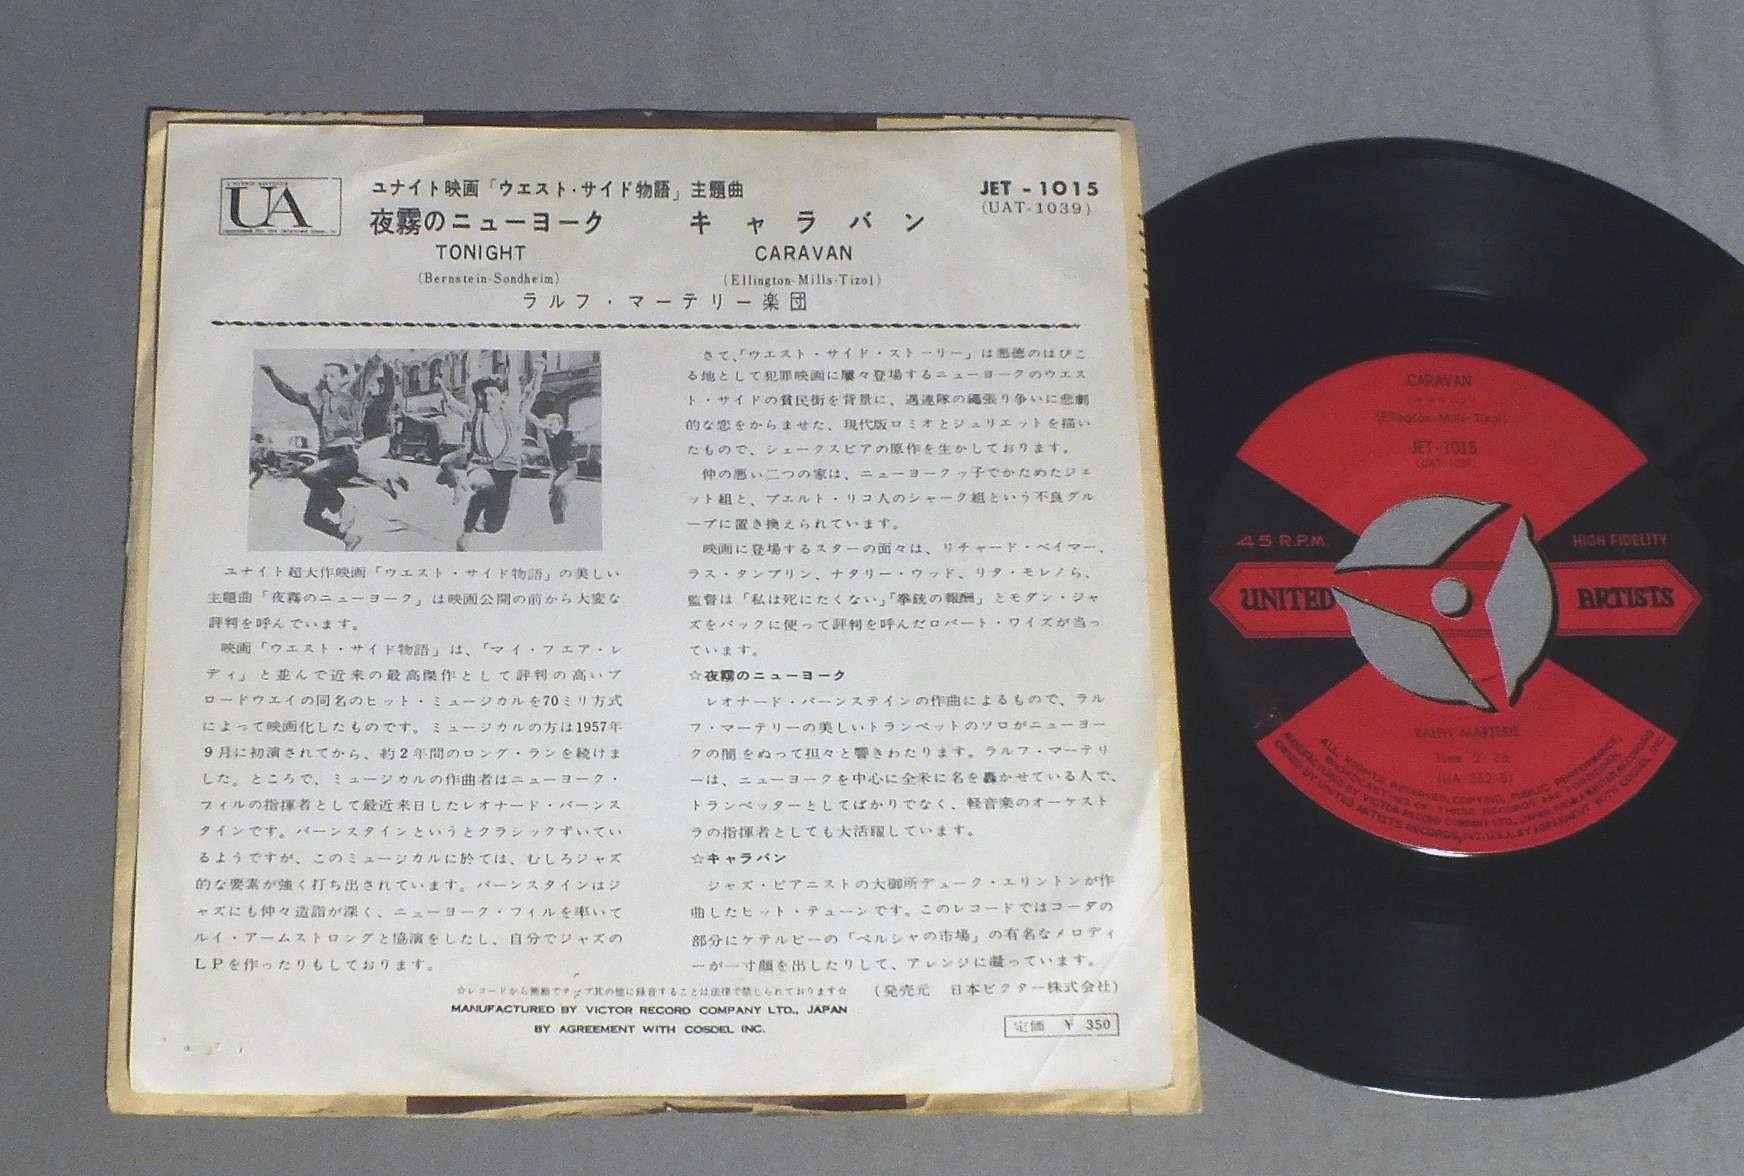 UA
ユナイト映画「ウエスト・サイド物語」主題曲
JET-1015
(UAT-1039)
夜霧のニューヨーク キャラバン
TONIGHT CARAVAN
(Bernstein-Sondheim) (Ellington-Mills-Tizol)
ラルフ・マーテリー楽団
ユナイト超大作映画「ウエスト・サイド物語」の美しい
主題曲「夜霧のニューヨーク」は映画公開の前から大変な
評判を呼んでいます。
映画「ウエスト・サイド物語」は、「マイ・フェア・レ
ディ」と並んで近来の最高傑作として評判の高いブ
ロードウエイの同名のヒット・ミュージカルを70ミリ方式
によって映画化したものです。ミュージカルの方は1957年
9月に初演されてから、約2年間のロング・ランを続けま
した。ところで、ミュージカルの作曲者はニューヨーク・
フィルの指揮者として最近来日したレオナード・バーンス
タインです。バーンスタインというとクラシックずいてい
るようですが、このミュージカルに於ては、むしろジャズ
的な要素が強く打ち出されています。バーンスタインはジ
ャズにも仲々造詣が深く、ニューヨーク・フィルを率いて
ルイ・アームストロングと協演をしたし、自分でジャズの
LPを作ったりもしております。
さて、「ウエスト・サイド・ストーリー」は悪徳のはびこ
る地として犯罪映画に屡々登場するニューヨークのウエス
ト・サイドの貧民街を背景に、愚連隊の縄張り争いに悲劇
的な恋をからませた、現代版ロミオとジュリエットを描い
たもので、シェークスピアの原作を生かしております。
仲の悪い二つの家は、ニューヨークッ子でかためたジェ
ット組と、プエルト・リコ人のシャーク組という不良グル
ープに置き換えられています。
映画に登場するスターの面々は、リチャード・ベイマー、
ラス・タンブリン、ナタリー・ウッド、リタ・モレノら、
監督は「私は死にたくない」「拳銃の報酬」とモダン・ジャ
ズをバックに使って評判を呼んだロバート・ワイズが当っ
ています。
☆夜霧のニューヨーク
レオナード・バーンステインの作曲によるもので、ラル
フ・マーテリーの美しいトランペットのソロがニューヨー
クの闇をぬって担々と響きわたります。ラルフ・マーテリ
ーは、ニューヨークを中心に全米に名を轟かせている人で、
トランペッターとしてばかりでなく、軽音楽のオーケスト
ラの指揮者としても大活躍しています。
☆キャラバン
ジャズ・ピアニストの大御所デューク・エリントンが作
曲したヒット・テューンです。このレコードではコーダの
部分にケテルビーの「ペルシャの市場」の有名なメロディ
ーが一寸顔を出したりして、アレンジに凝っています。
☆レコードから無断でテープ其の他に録音することは法律で禁じられております☆
(発売元 日本ビクター株式会社)
MANUFACTURED BY VICTOR RECORD COMPANY LTD., JAPAN
BY AGREEMENT WITH COSDEL INC.
定価 ¥ 350
CARAVAN
(Ellington-Mills-Tizol)
JET-1015
45 R.P.M.
HIGH FIDELITY
UNITED ARTISTS
RALPH MARTERIE